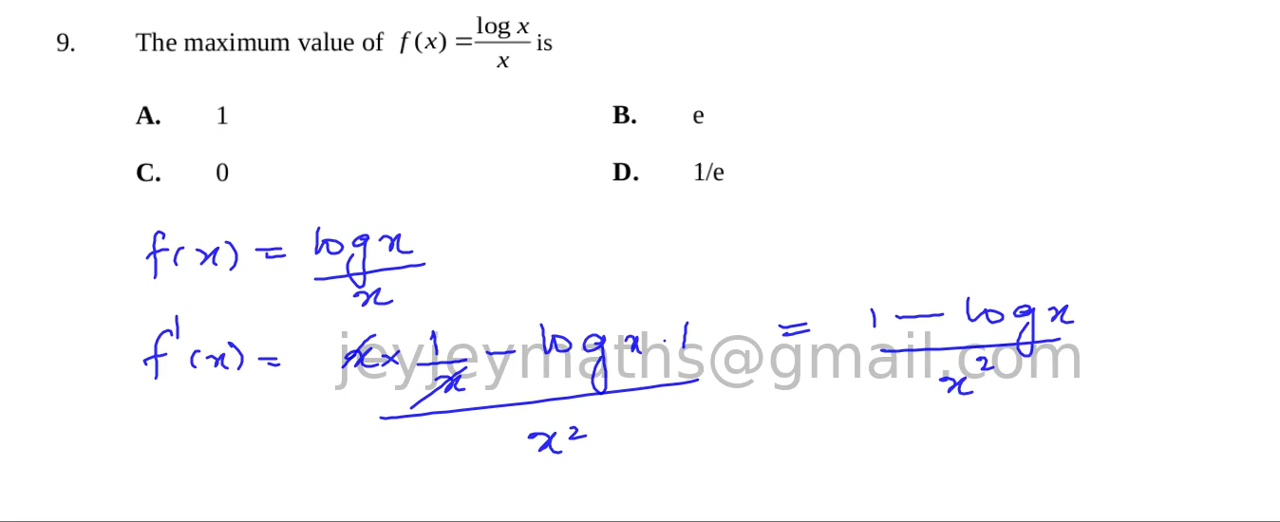 9. The maximum value of f(x) = log x / x is
A. 1 B. e
C. 0 D. 1/e
f(x) = log x / x
f'(x) = x × 1/x − log x · 1 / x² = 1 − log x / x²
jeyjeymaths@gmail.com